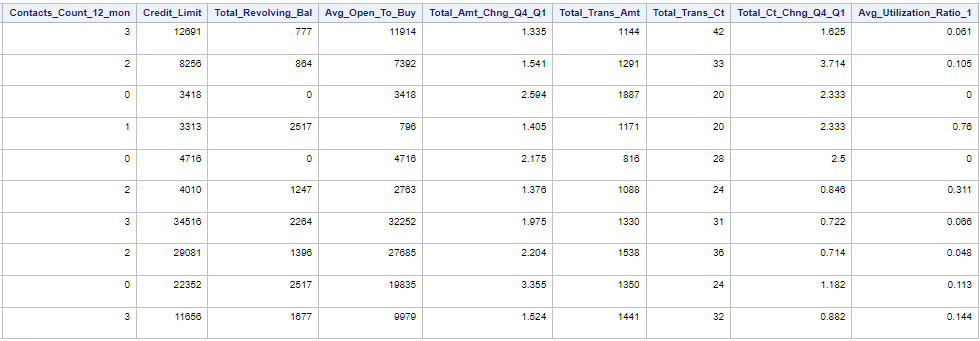 Contacts_Count_12_mon Credit_Limit Total_Revolving_Bal Avg_Open_To_Buy Total_Amt_Chng_Q4_Q1 Total_Trans_Amt Total_Trans_Ct Total_Ct_Chng_Q4_Q1 Avg_Utilization_Ratio_1
3 12691 777 11914 1.335 1144 42 1.625 0.061
2 8256 864 7392 1.541 1291 33 3.714 0.105
0 3418 0 3418 2.594 1887 20 2.333 0
1 3313 2517 796 1.405 1171 20 2.333 0.76
0 4716 0 4716 2.175 816 28 2.5 0
2 4010 1247 2763 1.376 1088 24 0.846 0.311
3 34516 2264 32252 1.975 1330 31 0.722 0.066
2 29081 1396 27685 2.204 1538 36 0.714 0.048
0 22352 2517 19835 3.355 1350 24 1.182 0.113
3 11656 1677 9979 1.524 1441 32 0.882 0.144